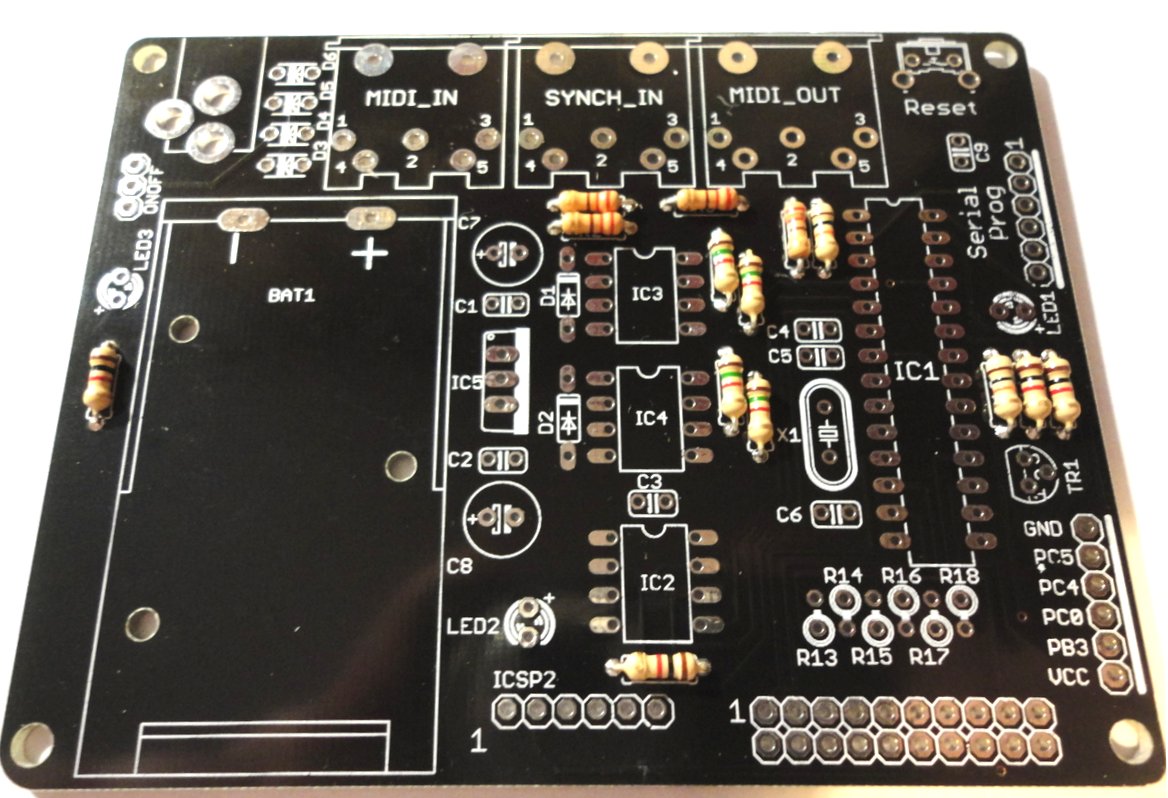 D6
D5
D4
D3
MIDI_IN
1
3
4
2
5
SYNCH_IN
1
3
4
2
5
MIDI_OUT
1
3
4
2
5
Reset
C9
1
Serial
Prog
ONOFF
LED3
+
−
+
BAT1
C7
+
C1
D1
IC3
C4
C5
LED1
+
IC5
IC1
D2
IC4
X1
C2
C3
TR1
C6
+
C8
GND
PC5
PC4
PC0
PB3
VCC
IC2
R14
R16
R18
R13
R15
R17
LED2
+
ICSP2
1
1